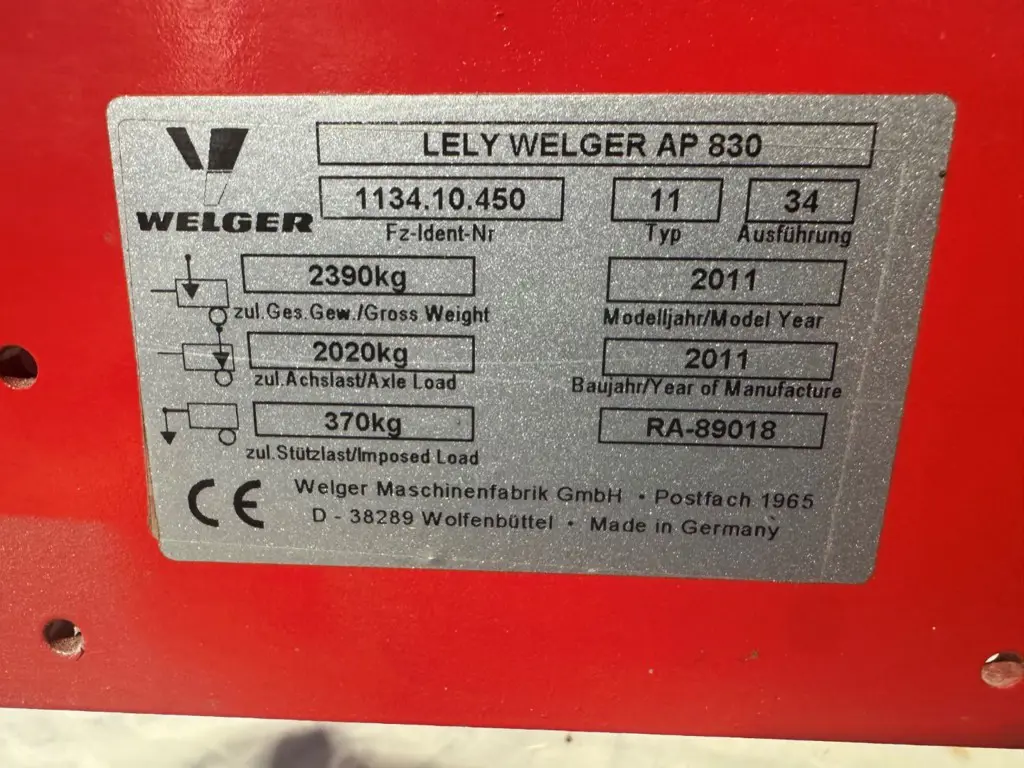 LELY WELGER AP 830
WELGER
1134.10.450 11 34
Fz-Ident-Nr Typ Ausführung
2390kg 2011
zul.Ges.Gew./Gross Weight Modelljahr/Model Year
2020kg 2011
zul.Achslast/Axle Load Baujahr/Year of Manufacture
370kg RA-89018
zul.Stützlast/Imposed Load
CE Welger Maschinenfabrik GmbH • Postfach 1965
D - 38289 Wolfenbüttel • Made in Germany